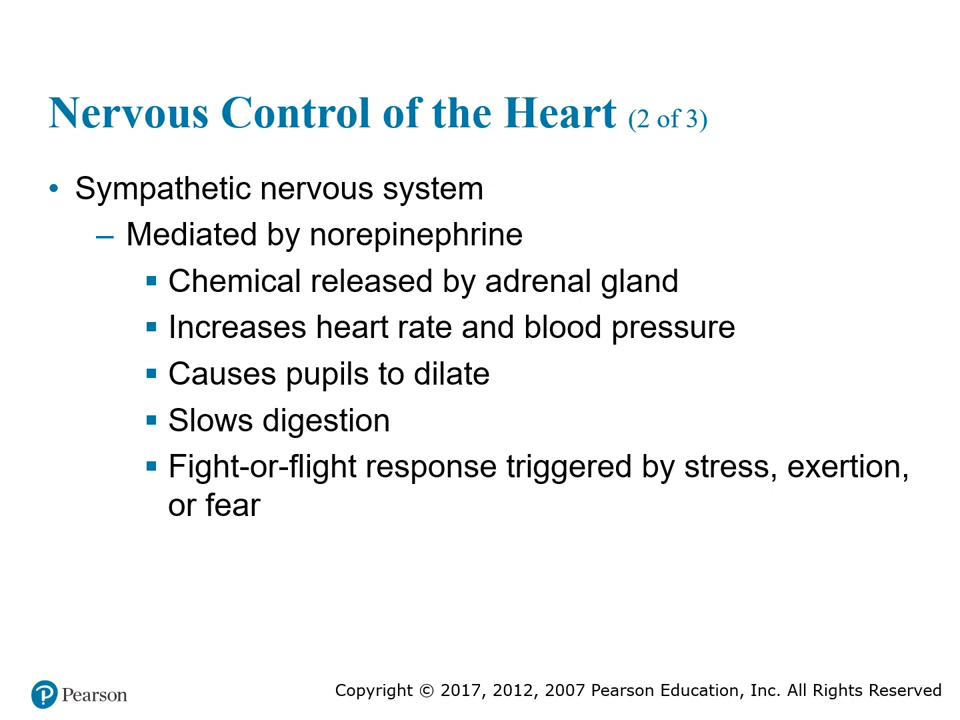 Nervous Control of the Heart (2 of 3)
• Sympathetic nervous system
– Mediated by norepinephrine
▪ Chemical released by adrenal gland
▪ Increases heart rate and blood pressure
▪ Causes pupils to dilate
▪ Slows digestion
▪ Fight-or-flight response triggered by stress, exertion,
or fear
P Pearson
Copyright © 2017, 2012, 2007 Pearson Education, Inc. All Rights Reserved